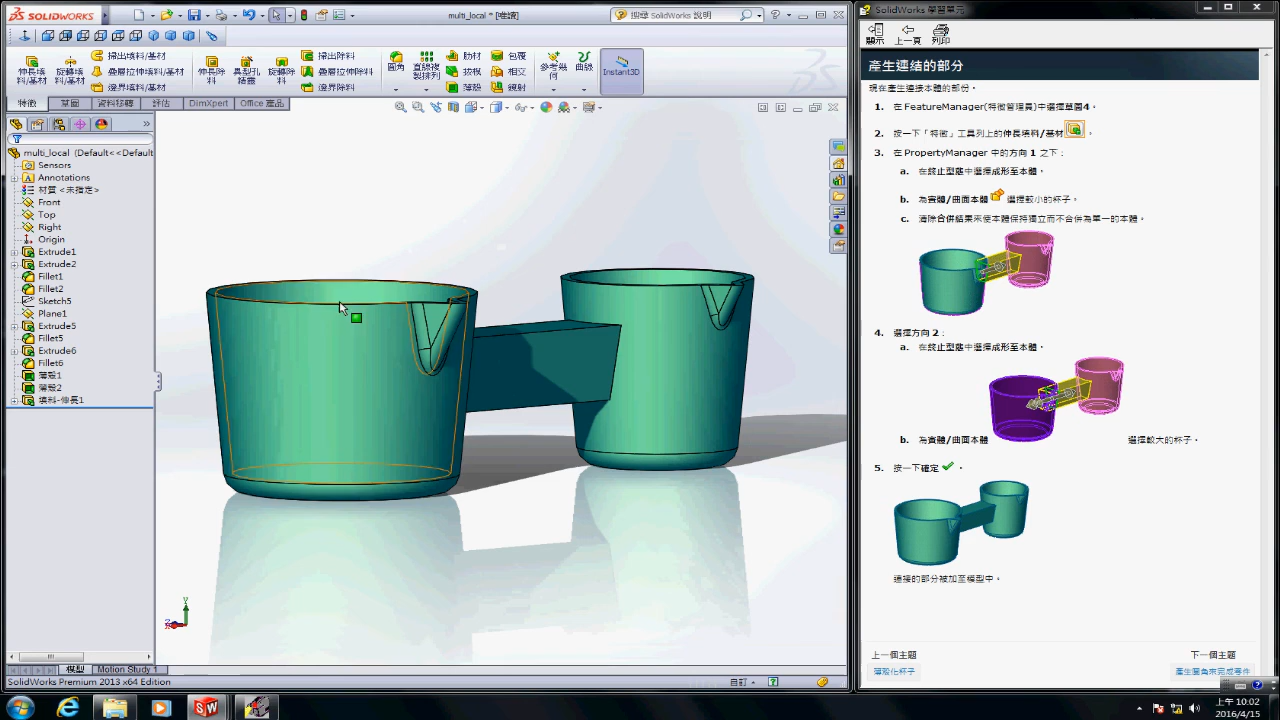 SOLIDWORKS
multi_local * [唯讀]
搜尋 SolidWorks 說明
伸長填料/基材
旋轉填料/基材
掃出填料/基材
疊層拉伸填料/基材
邊界填料/基材
伸長除料
異型孔精靈
旋轉除料
掃出除料
疊層拉伸除料
邊界除料
圓角
直線複製排列
肋材
拔模
薄殼
包覆
相交
鏡射
參考幾何
曲線
Instant3D
特徵 草圖 資料移轉 評估 DimXpert Office 產品
multi_local (Default<<Default
Sensors
Annotations
材質 <未指定>
Front
Top
Right
Origin
Extrude1
Extrude2
Fillet1
Fillet2
Sketch5
Plane1
Extrude5
Fillet5
Extrude6
Fillet6
薄殼1
薄殼2
填料-伸長1
模型 Motion Study 1
SolidWorks Premium 2013 x64 Edition
自訂
SolidWorks 學習單元
顯示 上一頁 列印
產生連結的部分
現在產生連接本體的部份。
1. 在 FeatureManager(特徵管理員)中選擇草圖4。
2. 按一下「特徵」工具列上的伸長填料/基材 。
3. 在 PropertyManager 中的方向 1 之下：
a. 在終止型態中選擇成形至本體。
b. 為實體/曲面本體 選擇較小的杯子。
c. 清除合併結果來使本體保持獨立而不合併為單一的本體。
4. 選擇方向 2：
a. 在終止型態中選擇成形至本體。
b. 為實體/曲面本體 選擇較大的杯子。
5. 按一下確定 。
連接的部分被加至模型中。
上一個主題 下一個主題
薄殼化杯子 產生圓角來完成零件
上午 10:02
2016/4/15